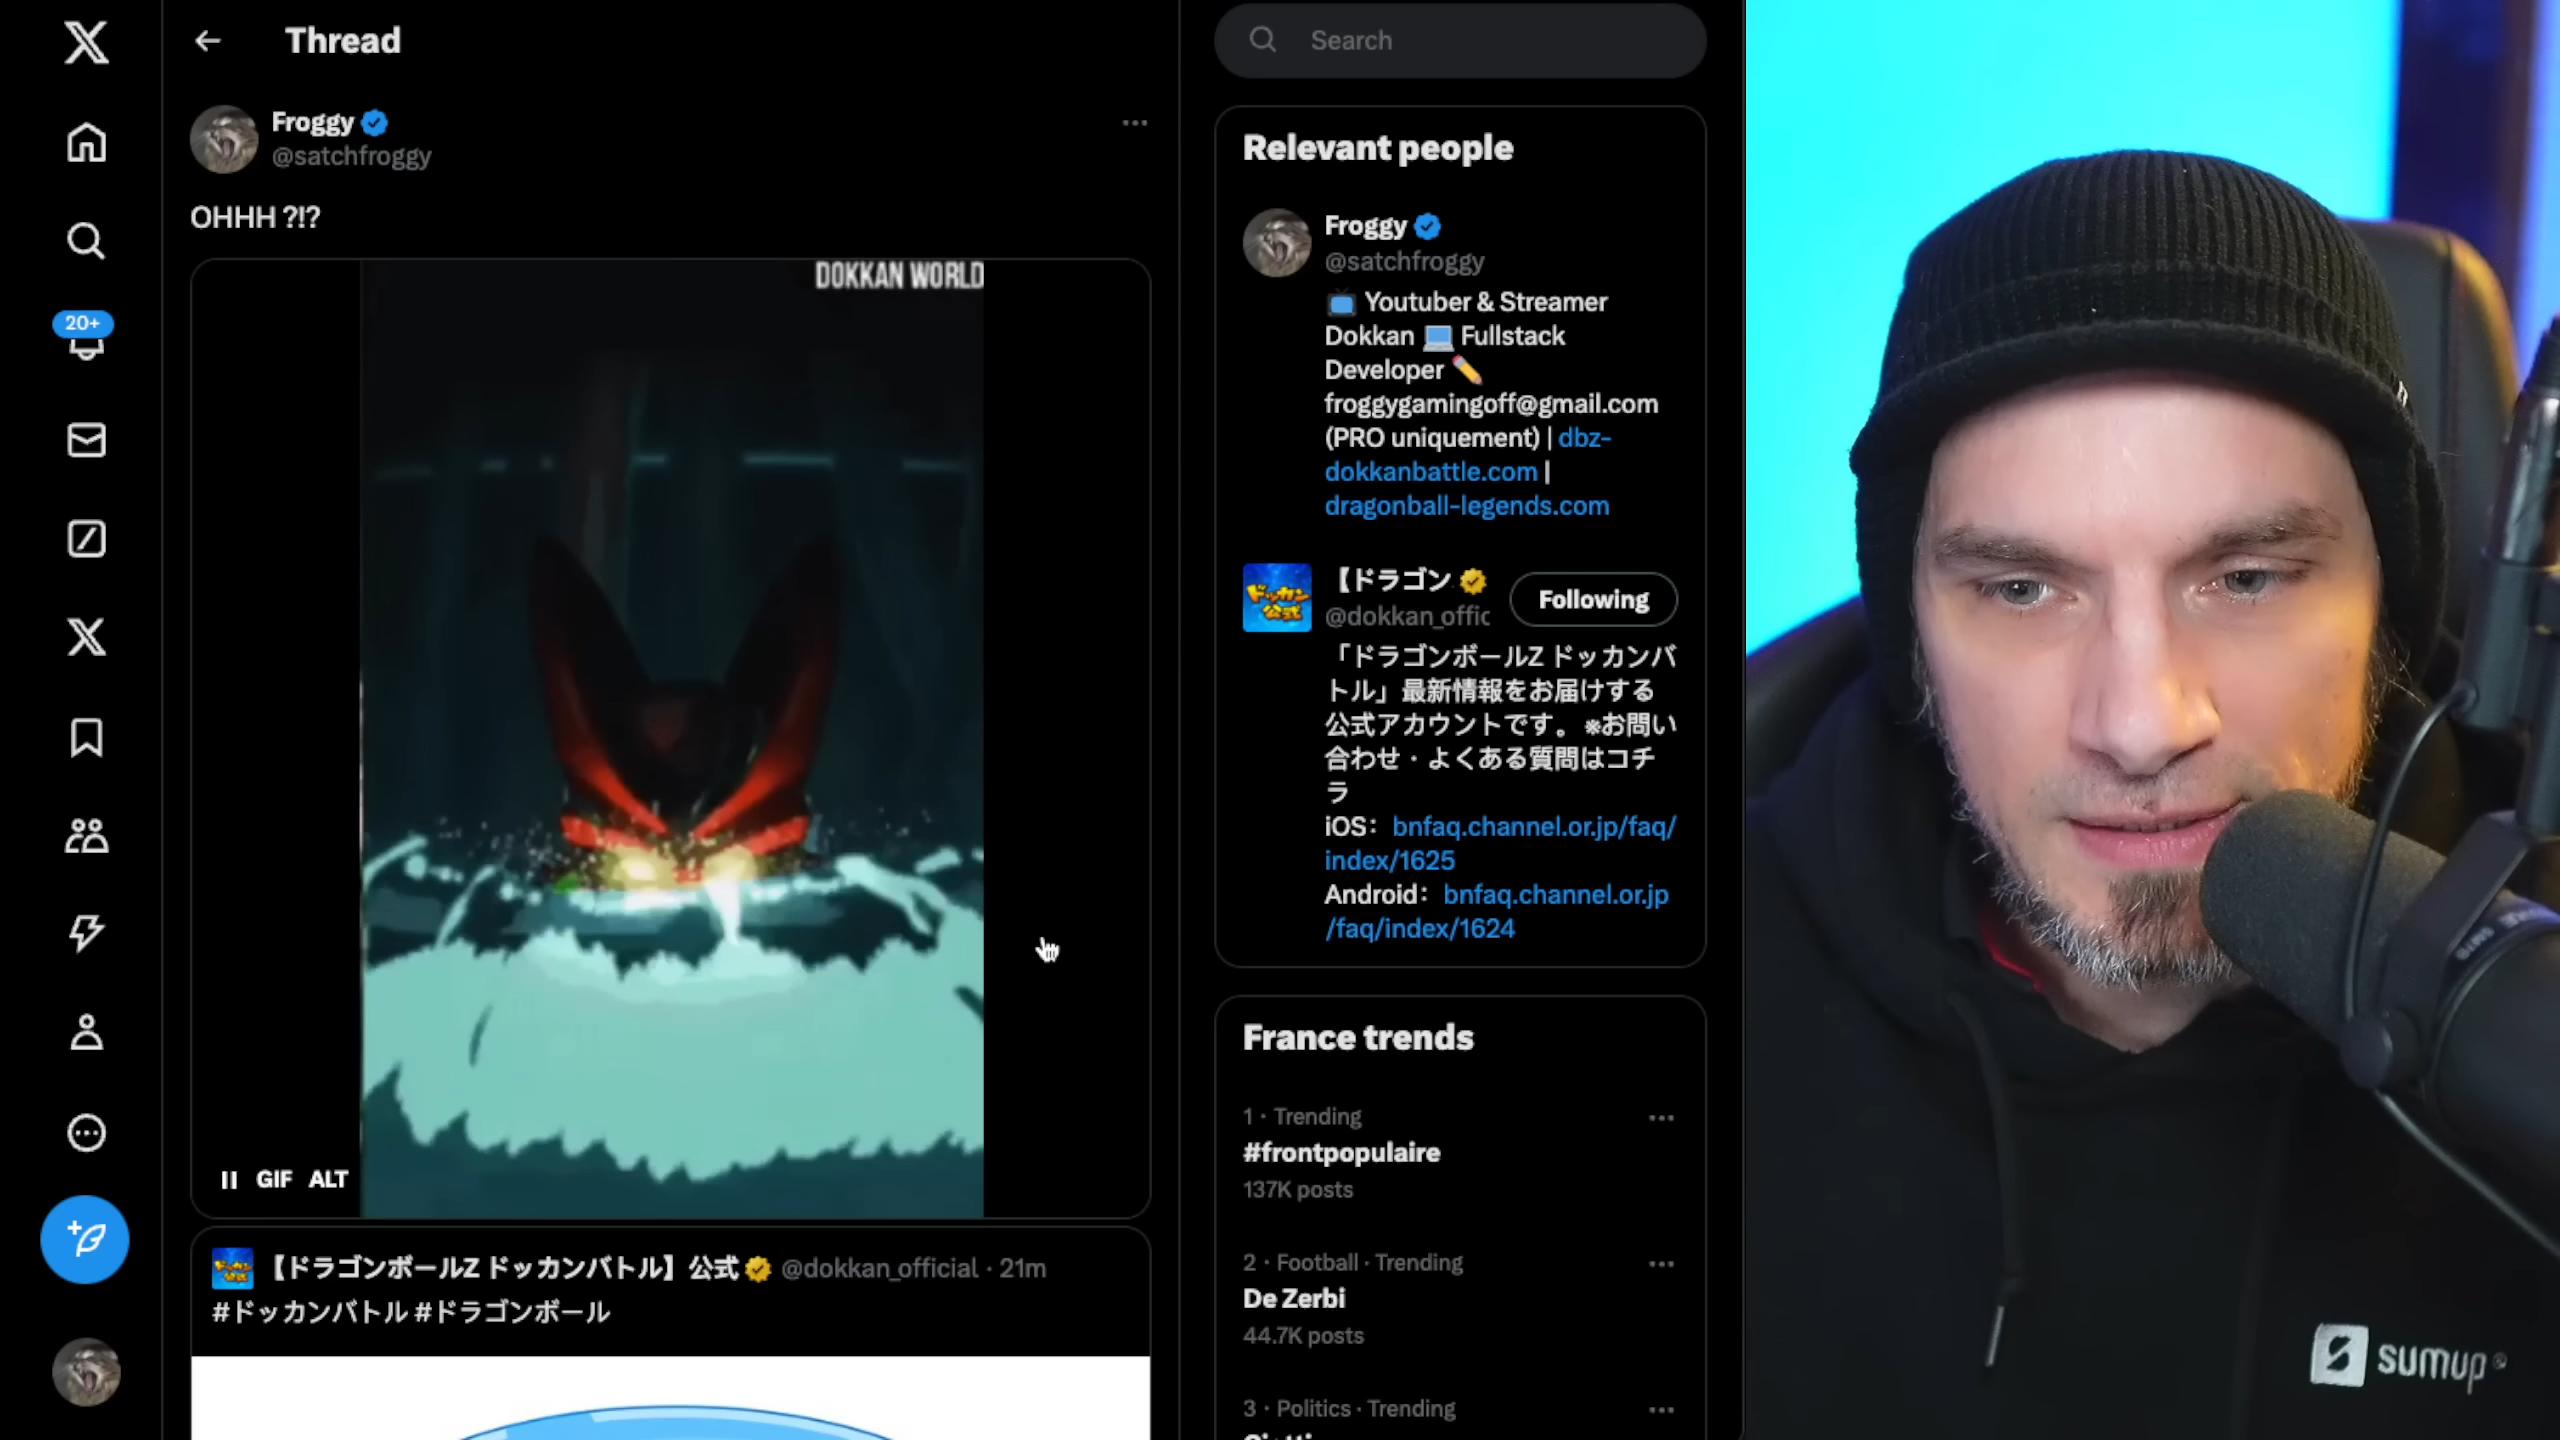 Thread
Froggy
@satchfroggy
OHHH ?!?
DOKKAN WORLD
GIF ALT
【ドラゴンボールZ ドッカンバトル】公式 @dokkan_official · 21m
#ドッカンバトル #ドラゴンボール
20+
Search
Relevant people
Froggy
@satchfroggy
Youtuber & Streamer
Dokkan Fullstack
Developer
froggygamingoff@gmail.com
(PRO uniquement) | dbz-
dokkanbattle.com |
dragonball-legends.com
【ドラゴン
@dokkan_offic
Following
「ドラゴンボールZ ドッカンバ
トル」最新情報をお届けする
公式アカウントです。 ※お問い
合わせ・よくある質問はコチ
ラ
iOS： bnfaq.channel.or.jp/faq/
index/1625
Android： bnfaq.channel.or.jp
/faq/index/1624
France trends
1 · Trending
#frontpopulaire
137K posts
2 · Football · Trending
De Zerbi
44.7K posts
3 · Politics · Trending
sumup®